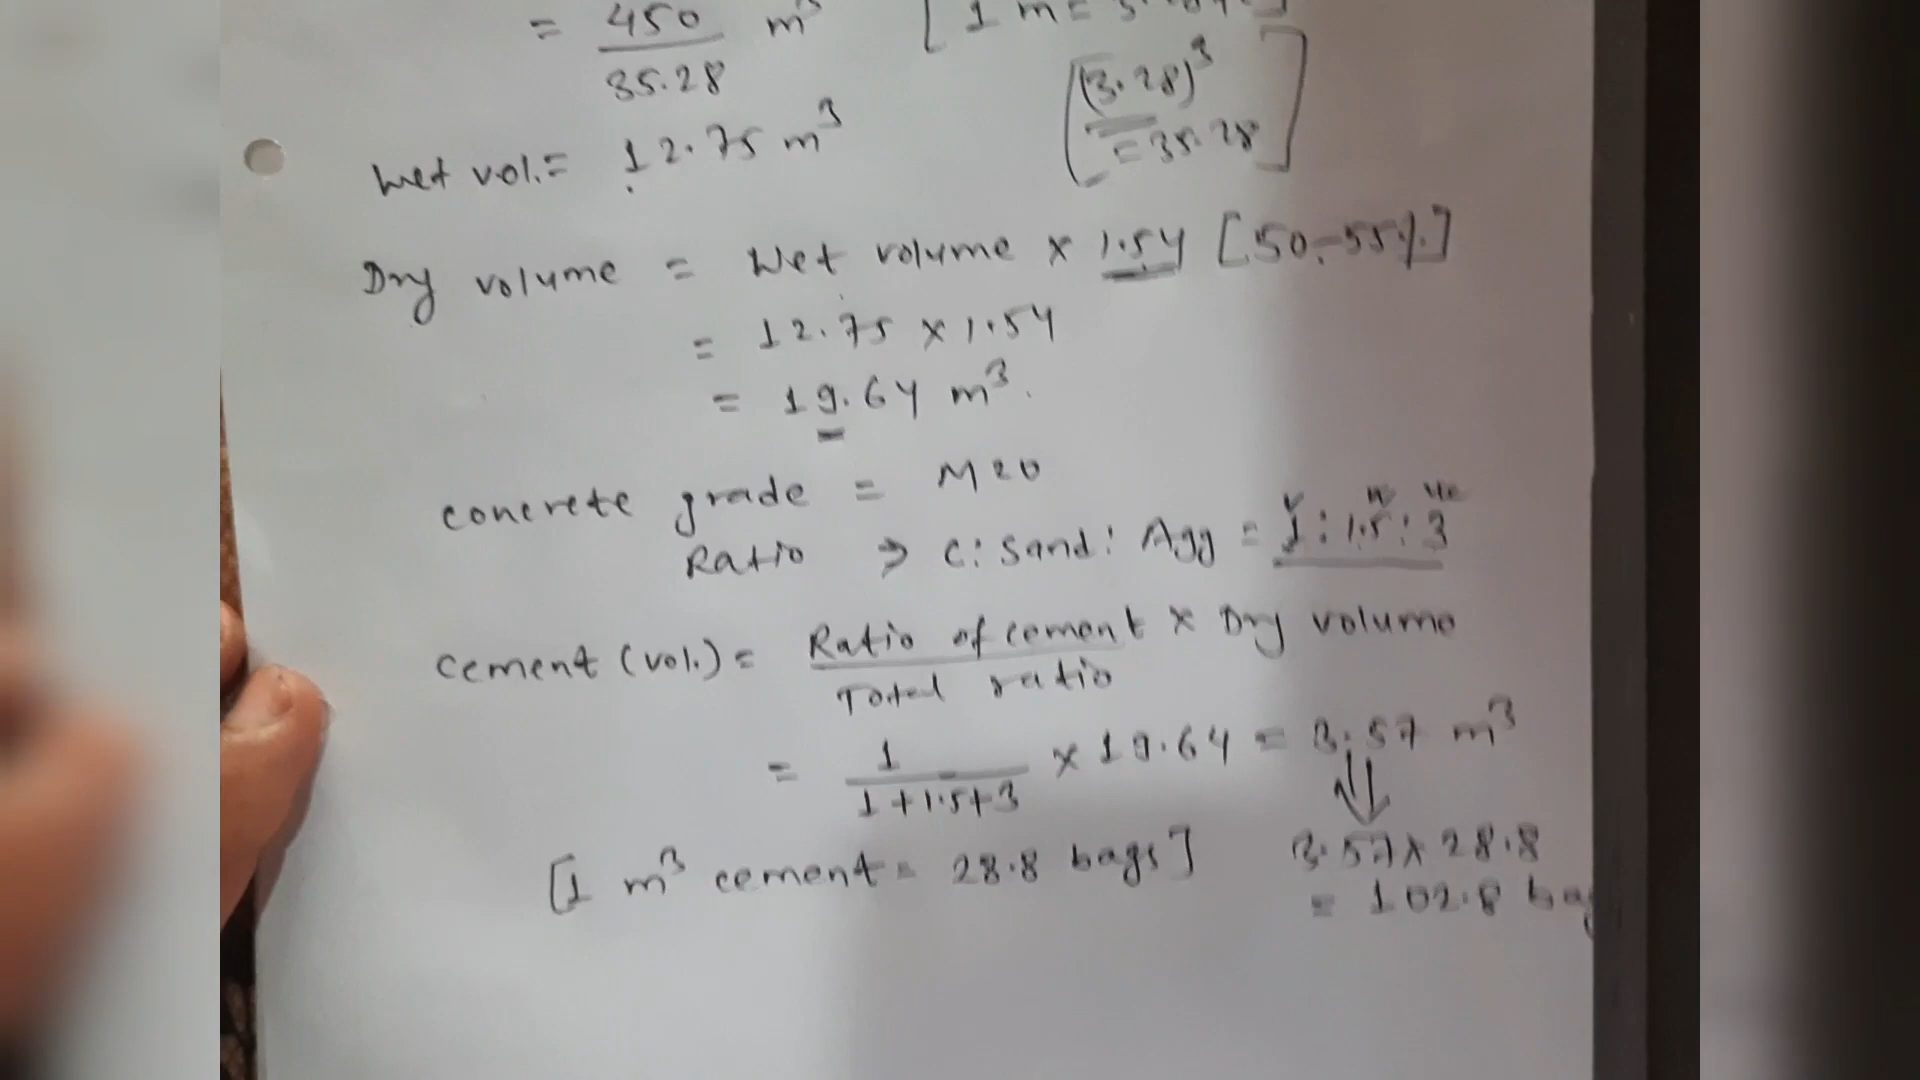 = 450 / 35.28 m³ [1 m =
[(3.28)³
= 35.28]
Wet vol. = 12.75 m³
Dry volume = Wet volume x 1.54 [50-55%]
= 12.75 x 1.54
= 19.64 m³.
concrete grade = M20
Ratio → C: Sand: Agg = 1 : 1.5 : 3
cement (vol.) = Ratio of cement / Total ratio x Dry volume
= 1 / 1+1.5+3 x 19.64 = 3.57 m³
[1 m³ cement = 28.8 bags] 3.57 x 28.8
= 102.8 ba